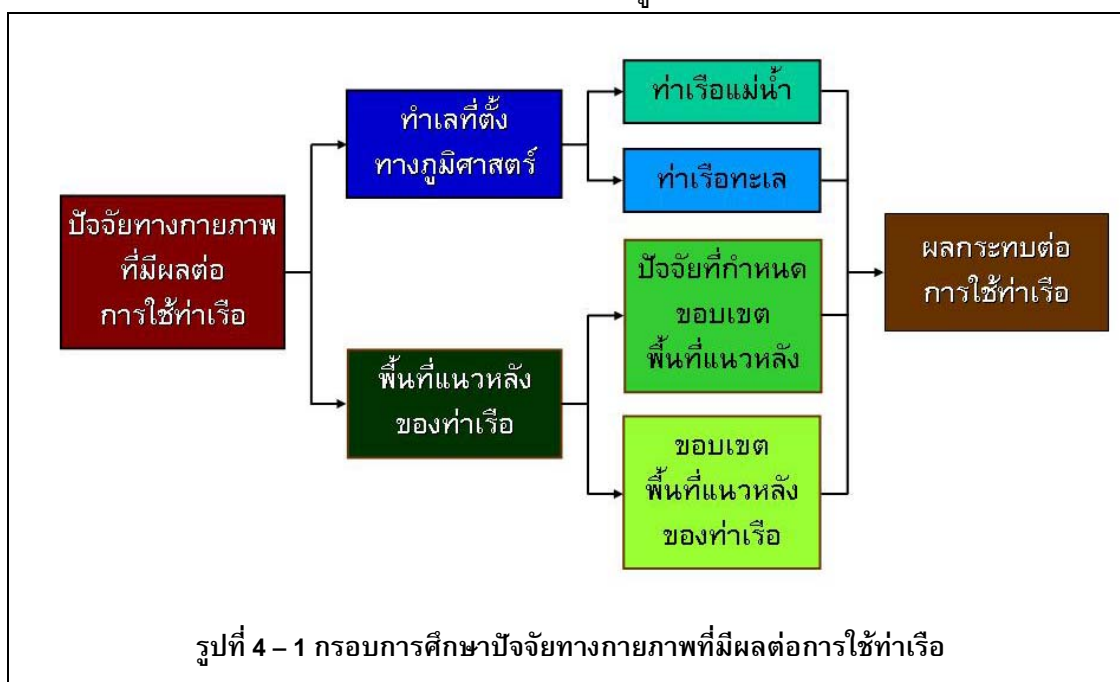 ท่าเรือแม่น้ำ
ทำเลที่ตั้ง
ทางภูมิศาสตร์
ท่าเรือทะเล
ปัจจัยทางกายภาพ
ที่มีผลต่อ
การใช้ท่าเรือ
ปัจจัยที่กำหนด
ขอบเขต
พื้นที่แนวหลัง
ผลกระทบต่อ
การใช้ท่าเรือ
พื้นที่แนวหลัง
ของท่าเรือ
ขอบเขต
พื้นที่แนวหลัง
ของท่าเรือ
รูปที่ 4 – 1 กรอบการศึกษาปัจจัยทางกายภาพที่มีผลต่อการใช้ท่าเรือ